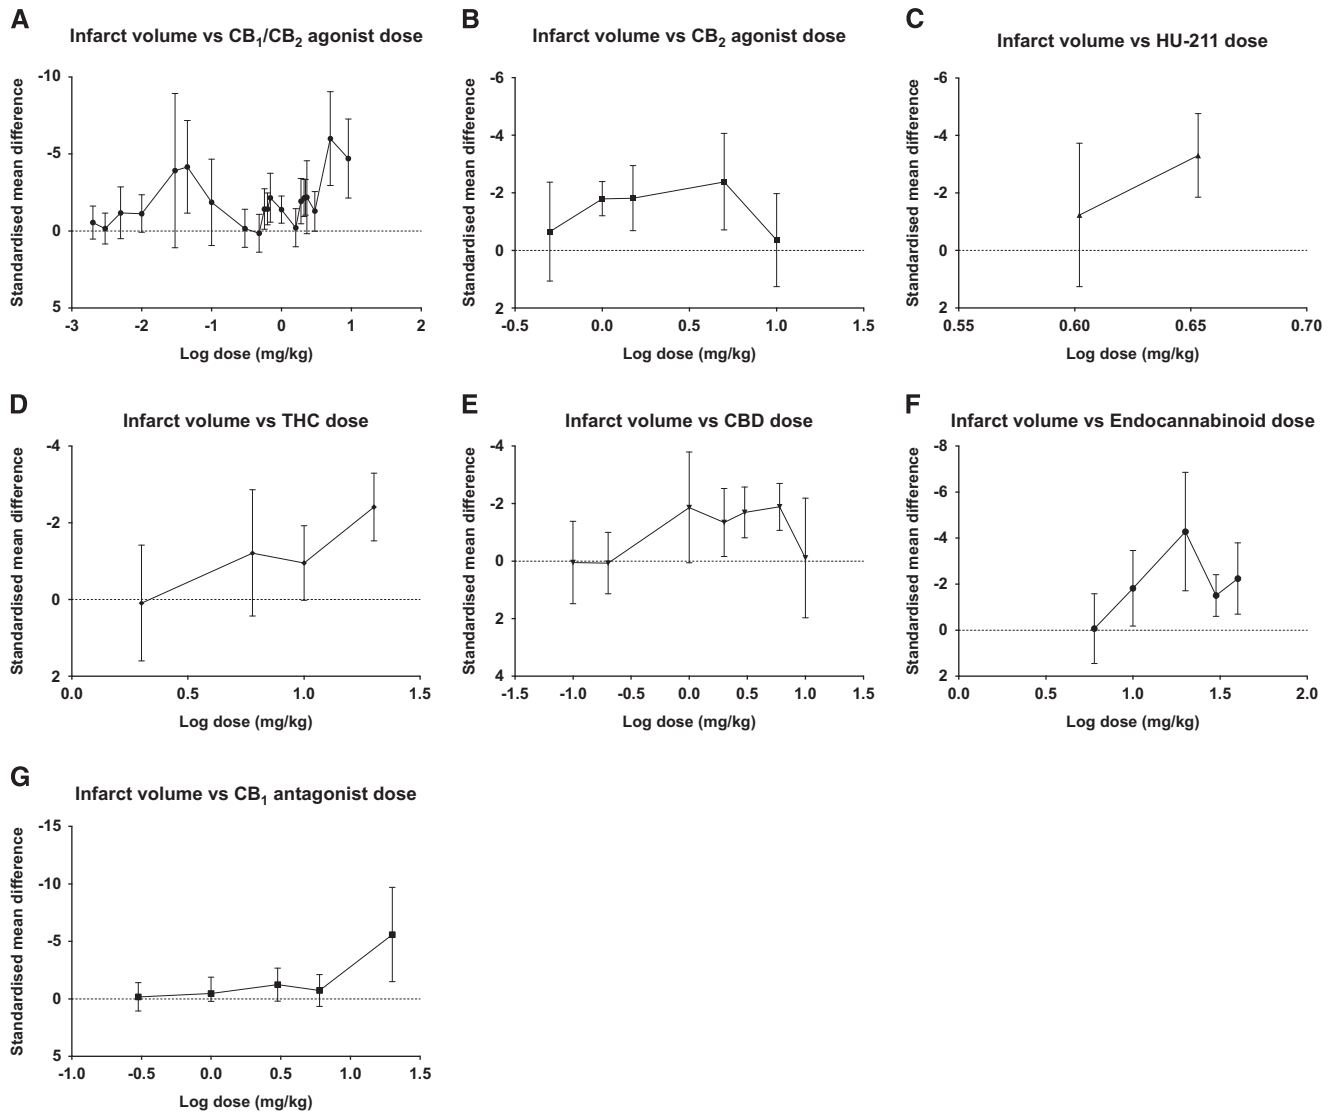 A
Infarct volume vs CB1/CB2 agonist dose
Standardised mean difference
-10
-5
0
5
-3 -2 -1 0 1 2
Log dose (mg/kg)
B
Infarct volume vs CB2 agonist dose
Standardised mean difference
-6
-4
-2
0
2
-0.5 0.0 0.5 1.0 1.5
Log dose (mg/kg)
C
Infarct volume vs HU-211 dose
Standardised mean difference
-6
-4
-2
0
2
0.55 0.60 0.65 0.70
Log dose (mg/kg)
D
Infarct volume vs THC dose
Standardised mean difference
-4
-2
0
2
0.0 0.5 1.0 1.5
Log dose (mg/kg)
E
Infarct volume vs CBD dose
Standardised mean difference
-4
-2
0
2
4
-1.5 -1.0 -0.5 0.0 0.5 1.0 1.5
Log dose (mg/kg)
F
Infarct volume vs Endocannabinoid dose
Standardised mean difference
-8
-6
-4
-2
0
2
0.0 0.5 1.0 1.5 2.0
Log dose (mg/kg)
G
Infarct volume vs CB1 antagonist dose
Standardised mean difference
-15
-10
-5
0
5
-1.0 -0.5 0.0 0.5 1.0 1.5
Log dose (mg/kg)